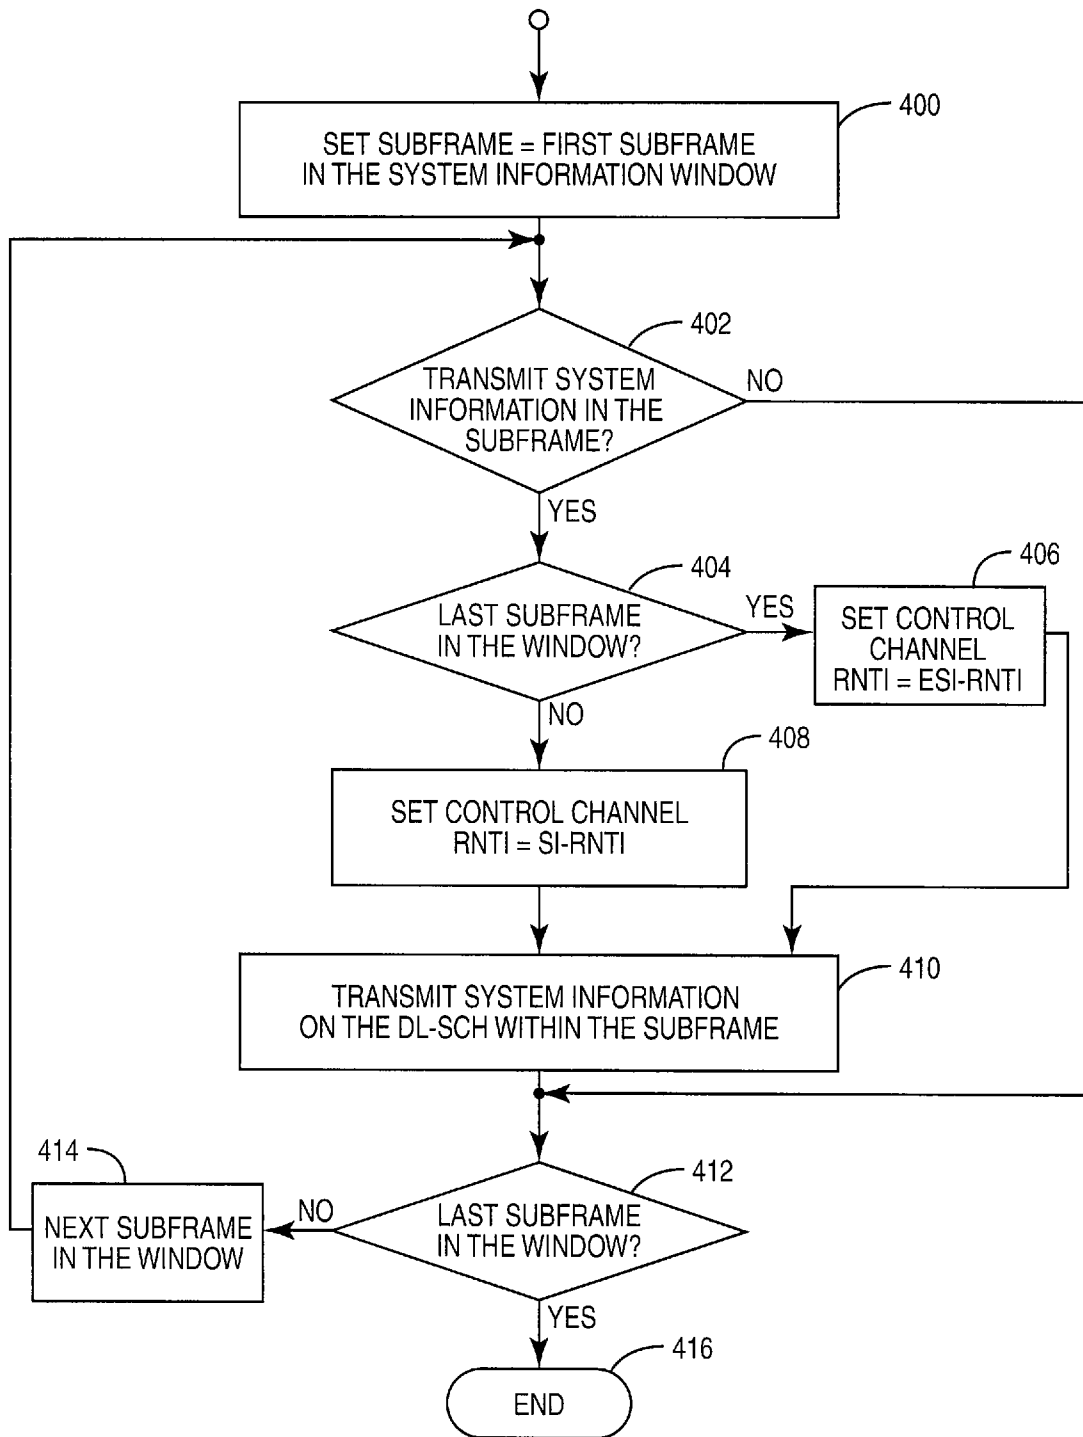 400
SET SUBFRAME = FIRST SUBFRAME
IN THE SYSTEM INFORMATION WINDOW
402
TRANSMIT SYSTEM
INFORMATION IN THE
SUBFRAME?
NO
YES
404
LAST SUBFRAME
IN THE WINDOW?
YES
NO
406
SET CONTROL
CHANNEL
RNTI = ESI-RNTI
408
SET CONTROL CHANNEL
RNTI = SI-RNTI
410
TRANSMIT SYSTEM INFORMATION
ON THE DL-SCH WITHIN THE SUBFRAME
412
LAST SUBFRAME
IN THE WINDOW?
NO
YES
414
NEXT SUBFRAME
IN THE WINDOW
416
END